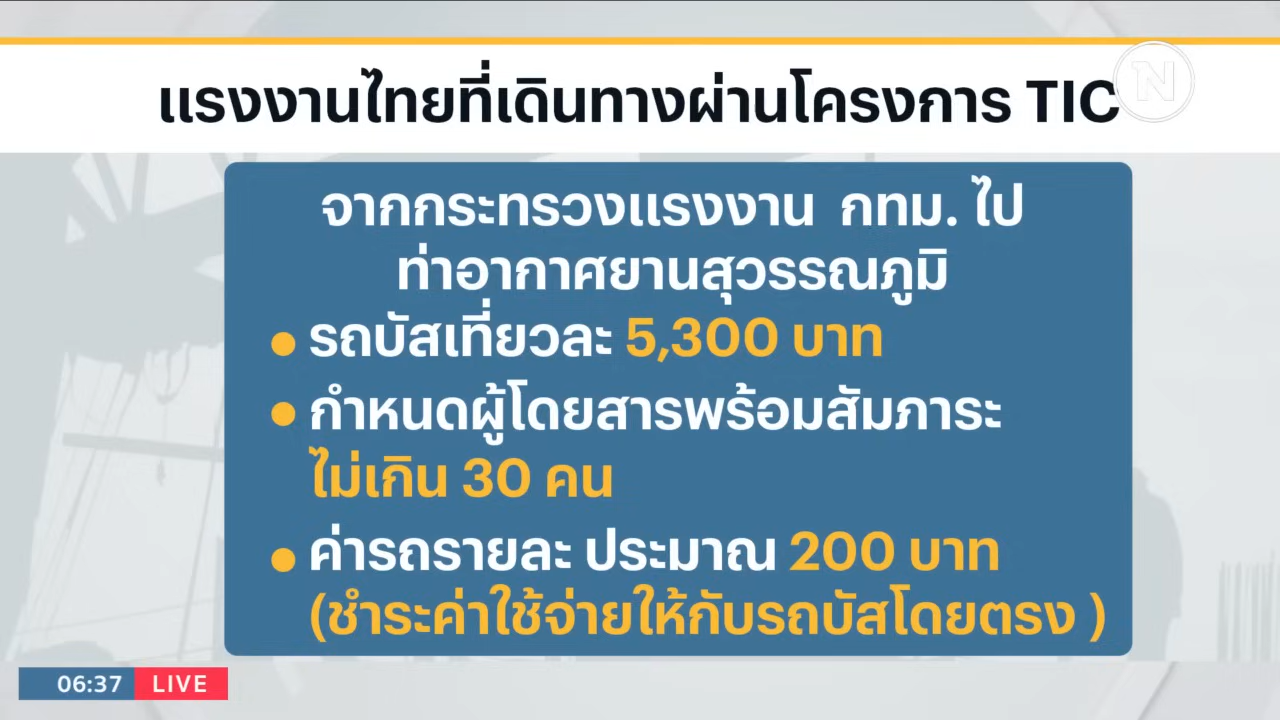 แรงงานไทยที่เดินทางผ่านโครงการ TIC
N
จากกระทรวงแรงงาน กทม. ไป
ท่าอากาศยานสุวรรณภูมิ
รถบัสเที่ยวละ 5,300 บาท
กำหนดผู้โดยสารพร้อมสัมภาระ
ไม่เกิน 30 คน
ค่ารถรายละ ประมาณ 200 บาท
(ชำระค่าใช้จ่ายให้กับรถบัสโดยตรง )
06:37 LIVE